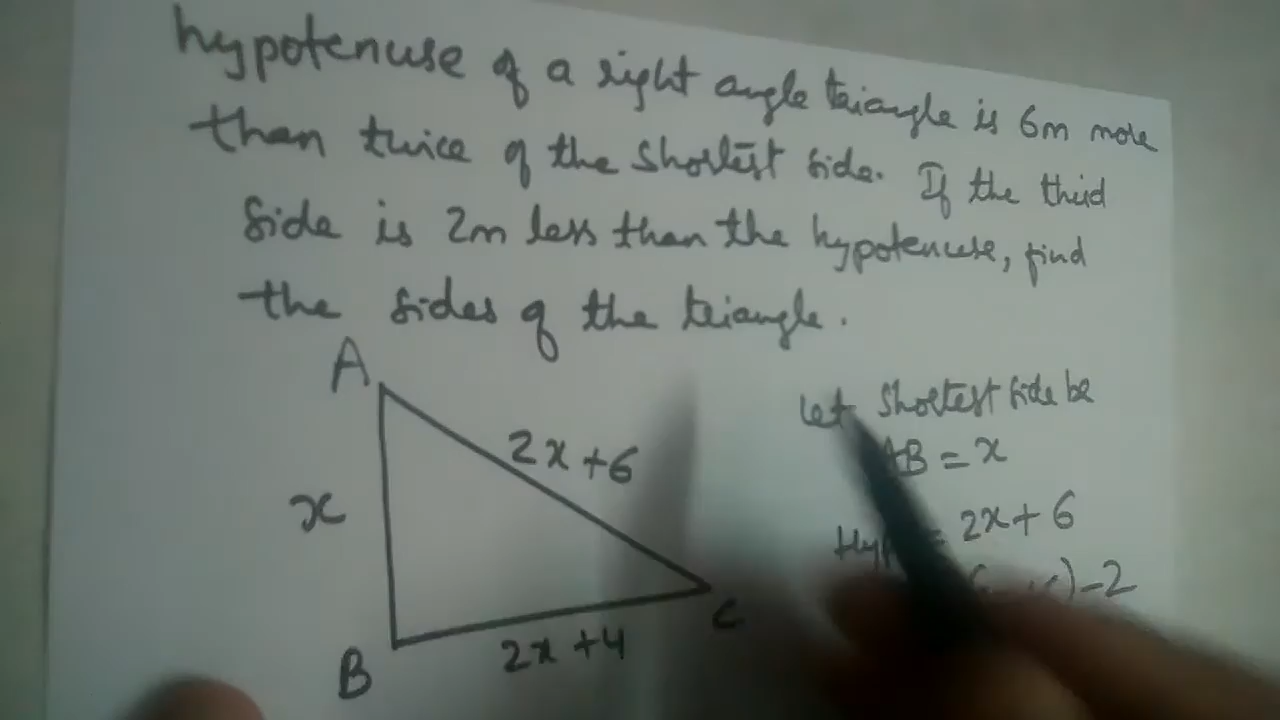 hypotenuse of a right angle triangle is 6m more
than twice of the shortest side. If the third
side is 2m less than the hypotenuse, find
the sides of the triangle.
A
2x+6
x
B
2x+4
C
Let shortest side be
AB = x
2x+6
)-2